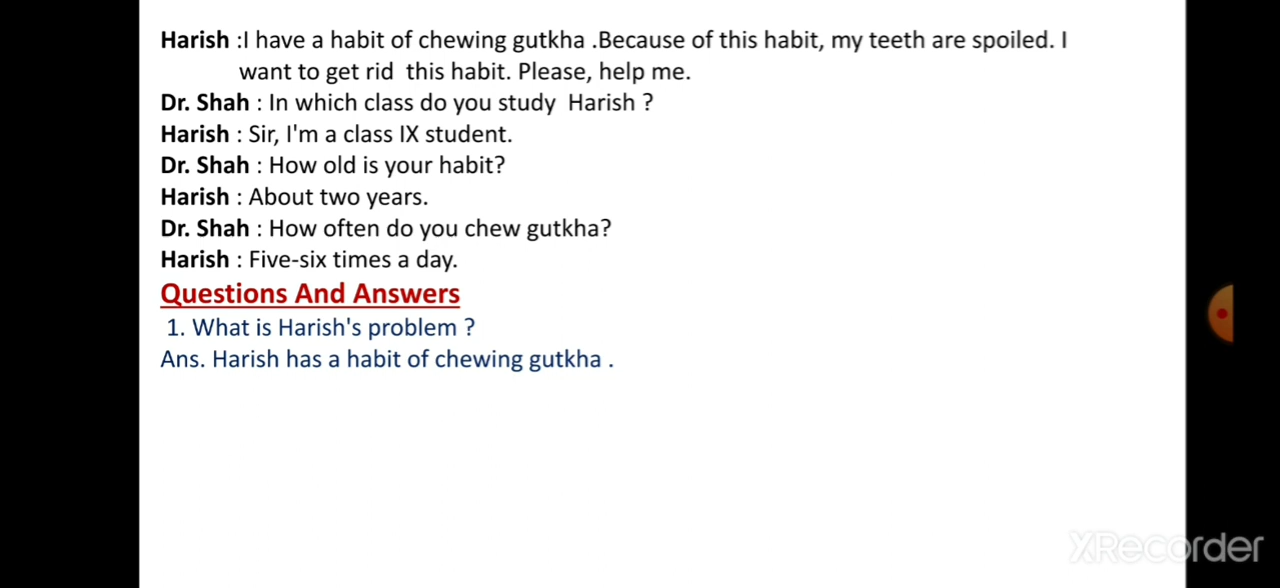 Harish :I have a habit of chewing gutkha .Because of this habit, my teeth are spoiled. I
want to get rid  this habit. Please, help me.
Dr. Shah : In which class do you study  Harish ?
Harish : Sir, I'm a class IX student.
Dr. Shah : How old is your habit?
Harish : About two years.
Dr. Shah : How often do you chew gutkha?
Harish : Five-six times a day.
Questions And Answers
1. What is Harish's problem ?
Ans. Harish has a habit of chewing gutkha .
XRecorder